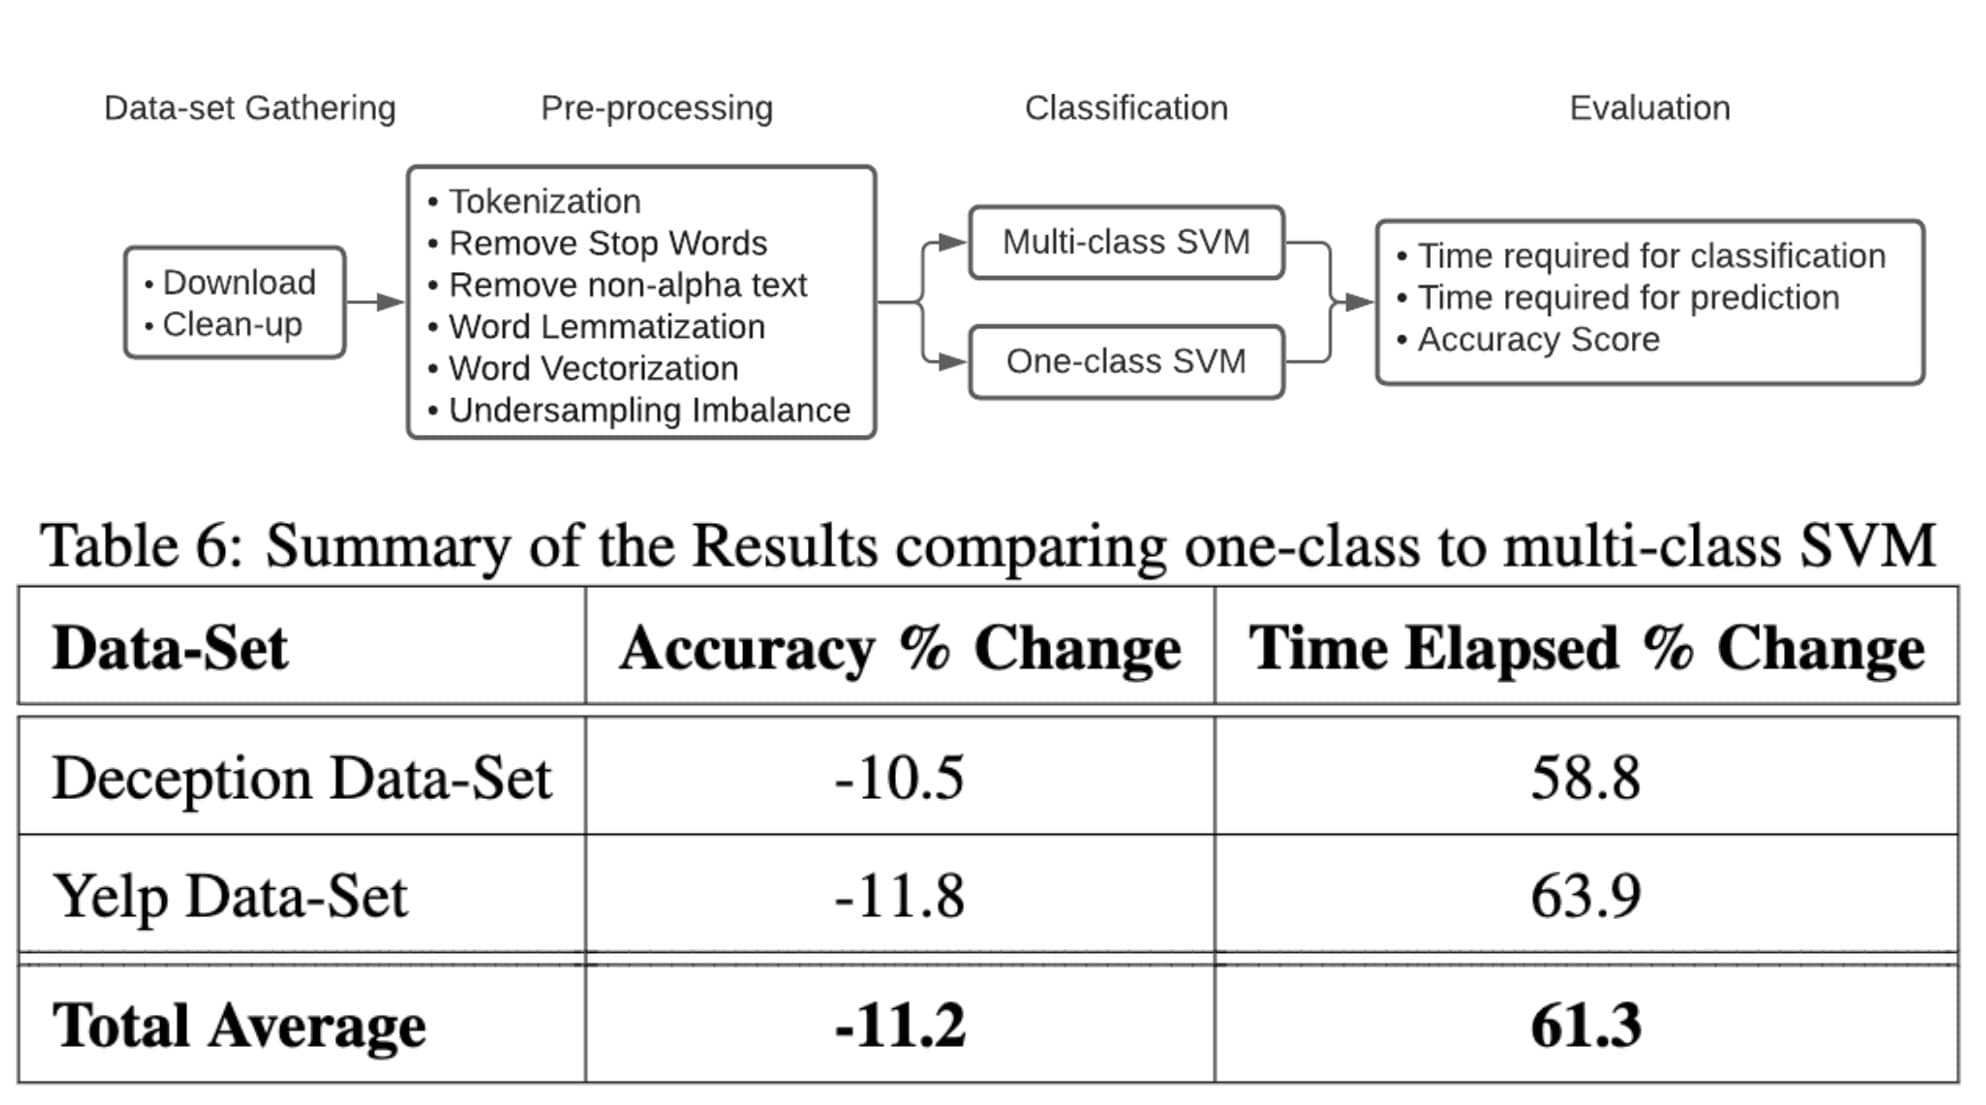 Data-set Gathering
Pre-processing
Classification
Evaluation
• Download
• Clean-up
• Tokenization
• Remove Stop Words
• Remove non-alpha text
• Word Lemmatization
• Word Vectorization
• Undersampling Imbalance
Multi-class SVM
One-class SVM
• Time required for classification
• Time required for prediction
• Accuracy Score
Table 6: Summary of the Results comparing one-class to multi-class SVM
Data-Set Accuracy % Change Time Elapsed % Change
Deception Data-Set -10.5 58.8
Yelp Data-Set -11.8 63.9
Total Average -11.2 61.3